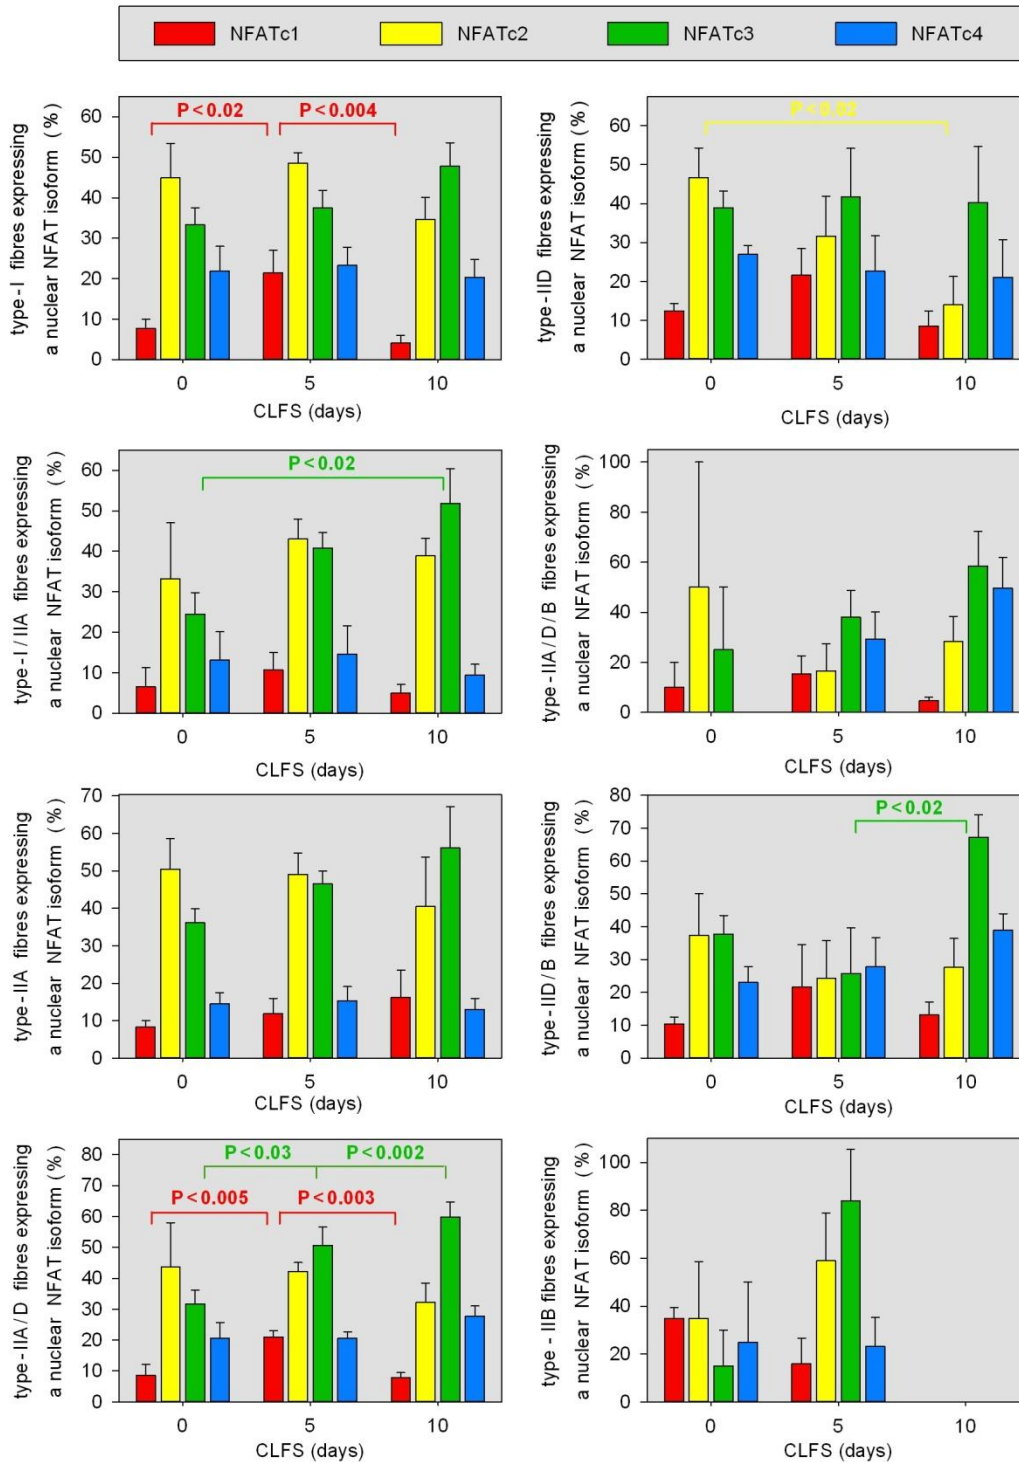 NFATc1 NFATc2 NFATc3 NFATc4
type-I fibres expressing
a nuclear NFAT isoform (%)
P<0.02 P<0.004
60
50
40
30
20
10
0
0 5 10
CLFS (days)
type-IID fibres expressing
a nuclear NFAT isoform (%)
P<0.02
60
50
40
30
20
10
0
0 5 10
CLFS (days)
type-I/IIA fibres expressing
a nuclear NFAT isoform (%)
P<0.02
60
50
40
30
20
10
0
0 5 10
CLFS (days)
type-IIA/D/B fibres expressing
a nuclear NFAT isoform (%)
100
80
60
40
20
0
0 5 10
CLFS (days)
type-IIA fibres expressing
a nuclear NFAT isoform (%)
70
60
50
40
30
20
10
0
0 5 10
CLFS (days)
type-IID/B fibres expressing
a nuclear NFAT isoform (%)
P<0.02
80
70
60
50
40
30
20
10
0
0 5 10
CLFS (days)
type-IIA/D fibres expressing
a nuclear NFAT isoform (%)
P<0.03 P<0.002
P<0.005 P<0.003
80
70
60
50
40
30
20
10
0
0 5 10
CLFS (days)
type-IIB fibres expressing
a nuclear NFAT isoform (%)
100
80
60
40
20
0
0 5 10
CLFS (days)